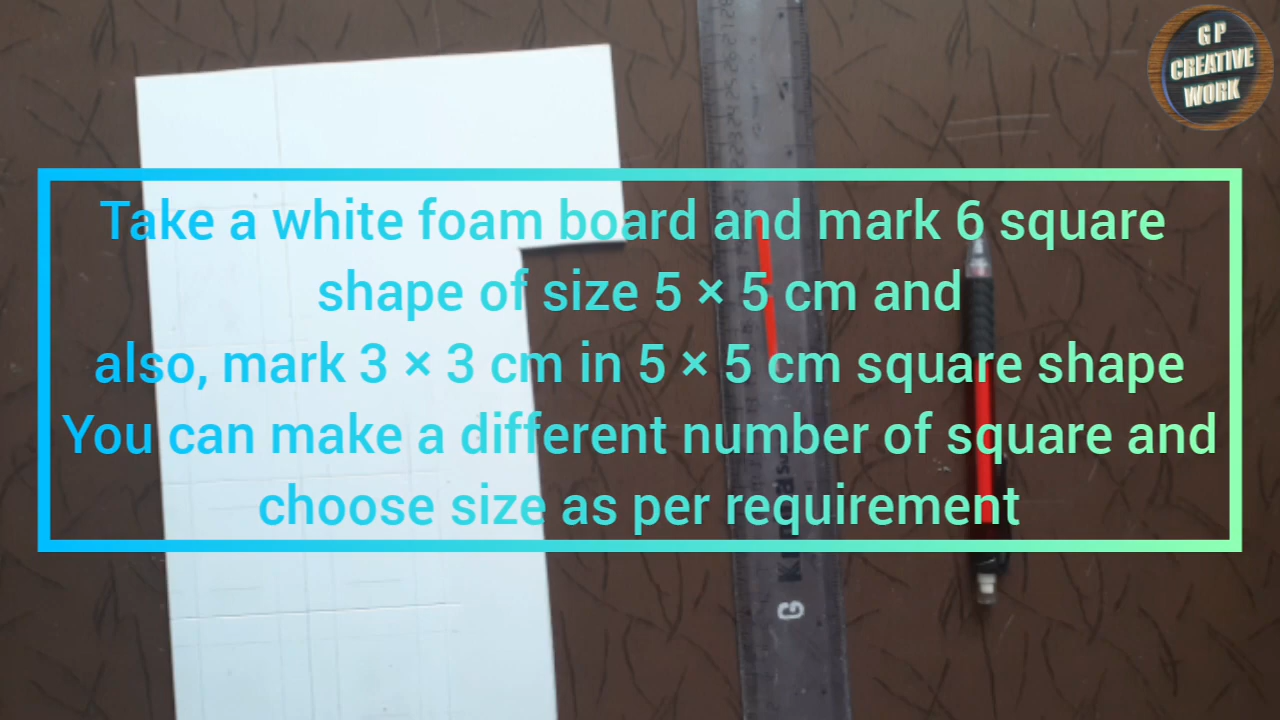 G P
CREATIVE
WORK
Take a white foam board and mark 6 square
shape of size 5 × 5 cm and
also, mark 3 × 3 cm in 5 × 5 cm square shape
You can make a different number of square and
choose size as per requirement
G